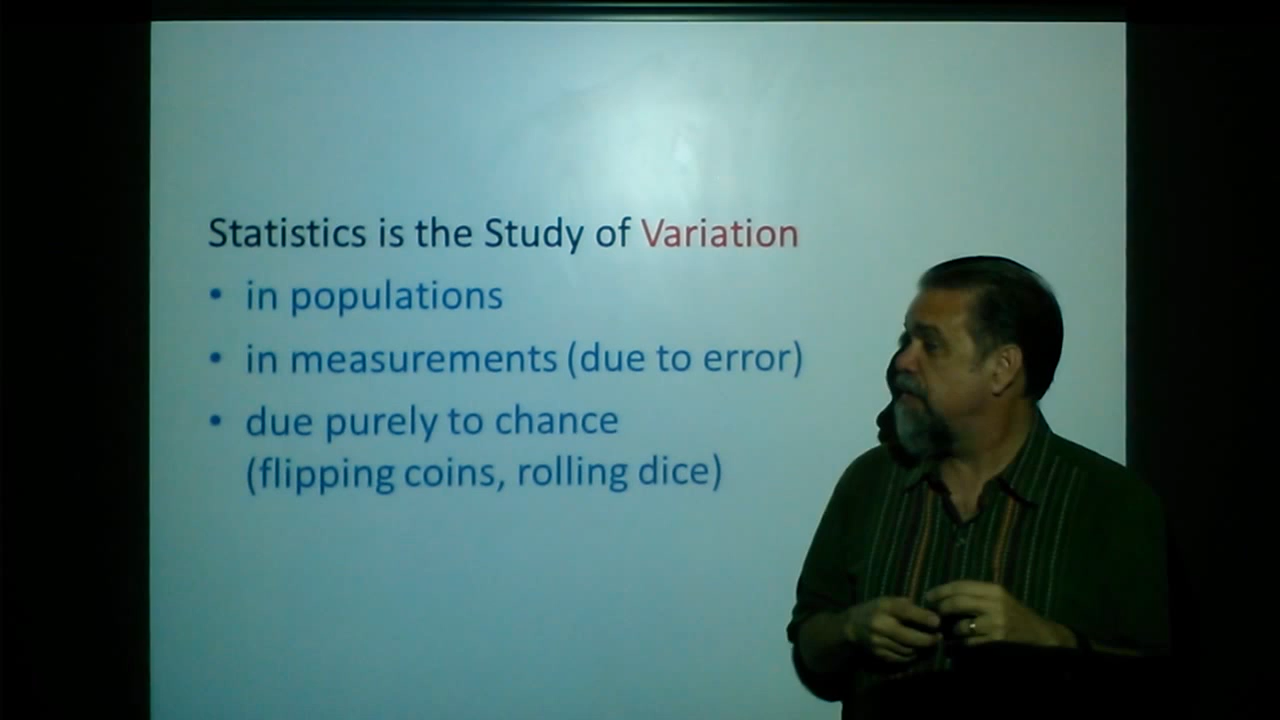 Statistics is the Study of Variation
• in populations
• in measurements (due to error)
• due purely to chance
(flipping coins, rolling dice)